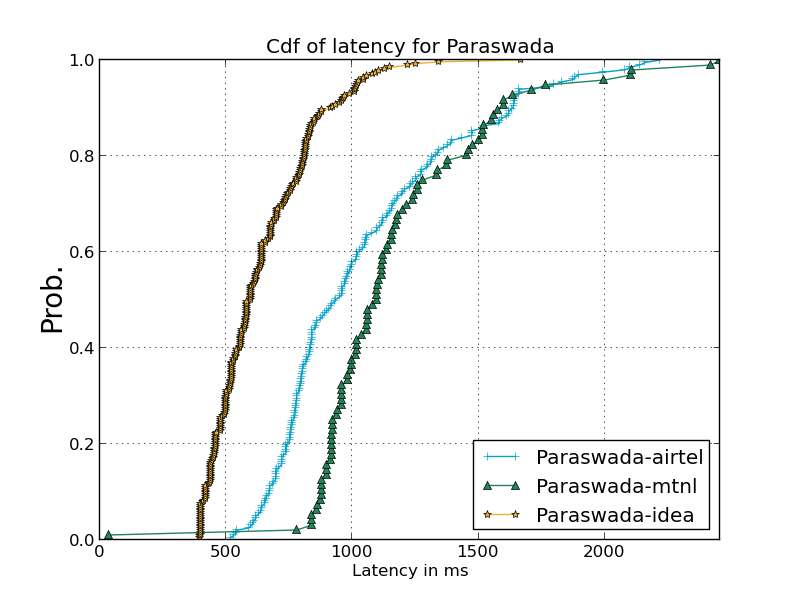 Cdf of latency for Paraswada
Prob.
1.0
0.8
0.6
0.4
0.2
0.0
0 500 1000 1500 2000
Latency in ms
Paraswada-airtel
Paraswada-mtnl
Paraswada-idea